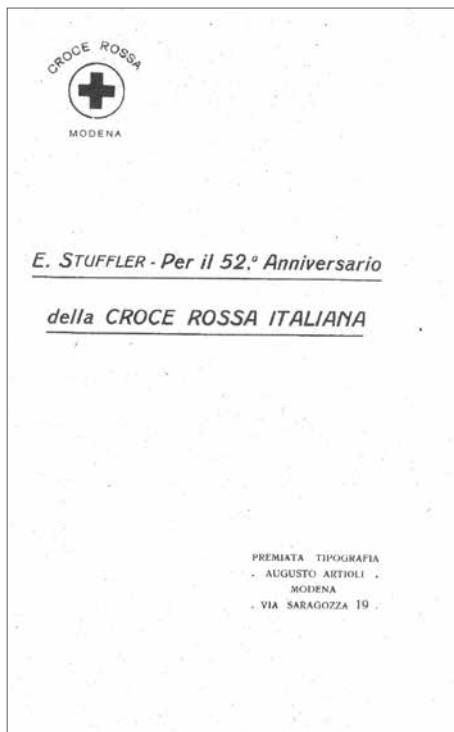 CROCE ROSSA
MODENA
E. STUFFLER - Per il 52.º Anniversario
della CROCE ROSSA ITALIANA
PREMIATA TIPOGRAFIA
. AUGUSTO ARTIOLI .
MODENA
. VIA SARAGOZZA 19 .